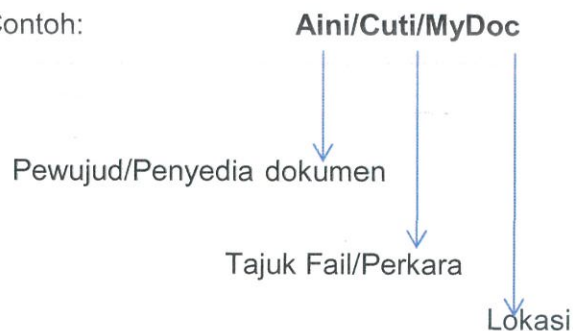 Contoh: Aini/Cuti/MyDoc
Pewujud/Penyedia dokumen
Tajuk Fail/Perkara
Lokasi